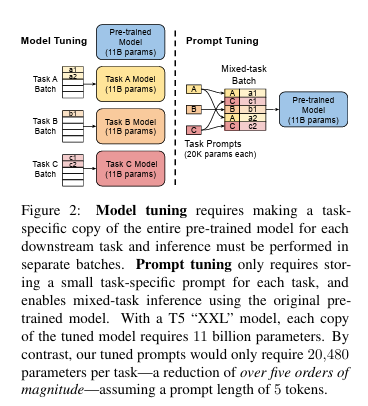 Model Tuning
Pre-trained
Model
(11B params)
Task A
Batch
a1
a2
Task A Model
(11B params)
Task B
Batch
b1
Task B Model
(11B params)
Task C
Batch
c1
c2
Task C Model
(11B params)
Prompt Tuning
Mixed-task
Batch
A
B
C
Task Prompts
(20K params each)
A a1
C c1
B b1
A a2
C c2
Pre-trained
Model
(11B params)
Figure 2: Model tuning requires making a task-
specific copy of the entire pre-trained model for each
downstream task and inference must be performed in
separate batches. Prompt tuning only requires stor-
ing a small task-specific prompt for each task, and
enables mixed-task inference using the original pre-
trained model. With a T5 “XXL” model, each copy
of the tuned model requires 11 billion parameters. By
contrast, our tuned prompts would only require 20,480
parameters per task—a reduction of over five orders of
magnitude—assuming a prompt length of 5 tokens.